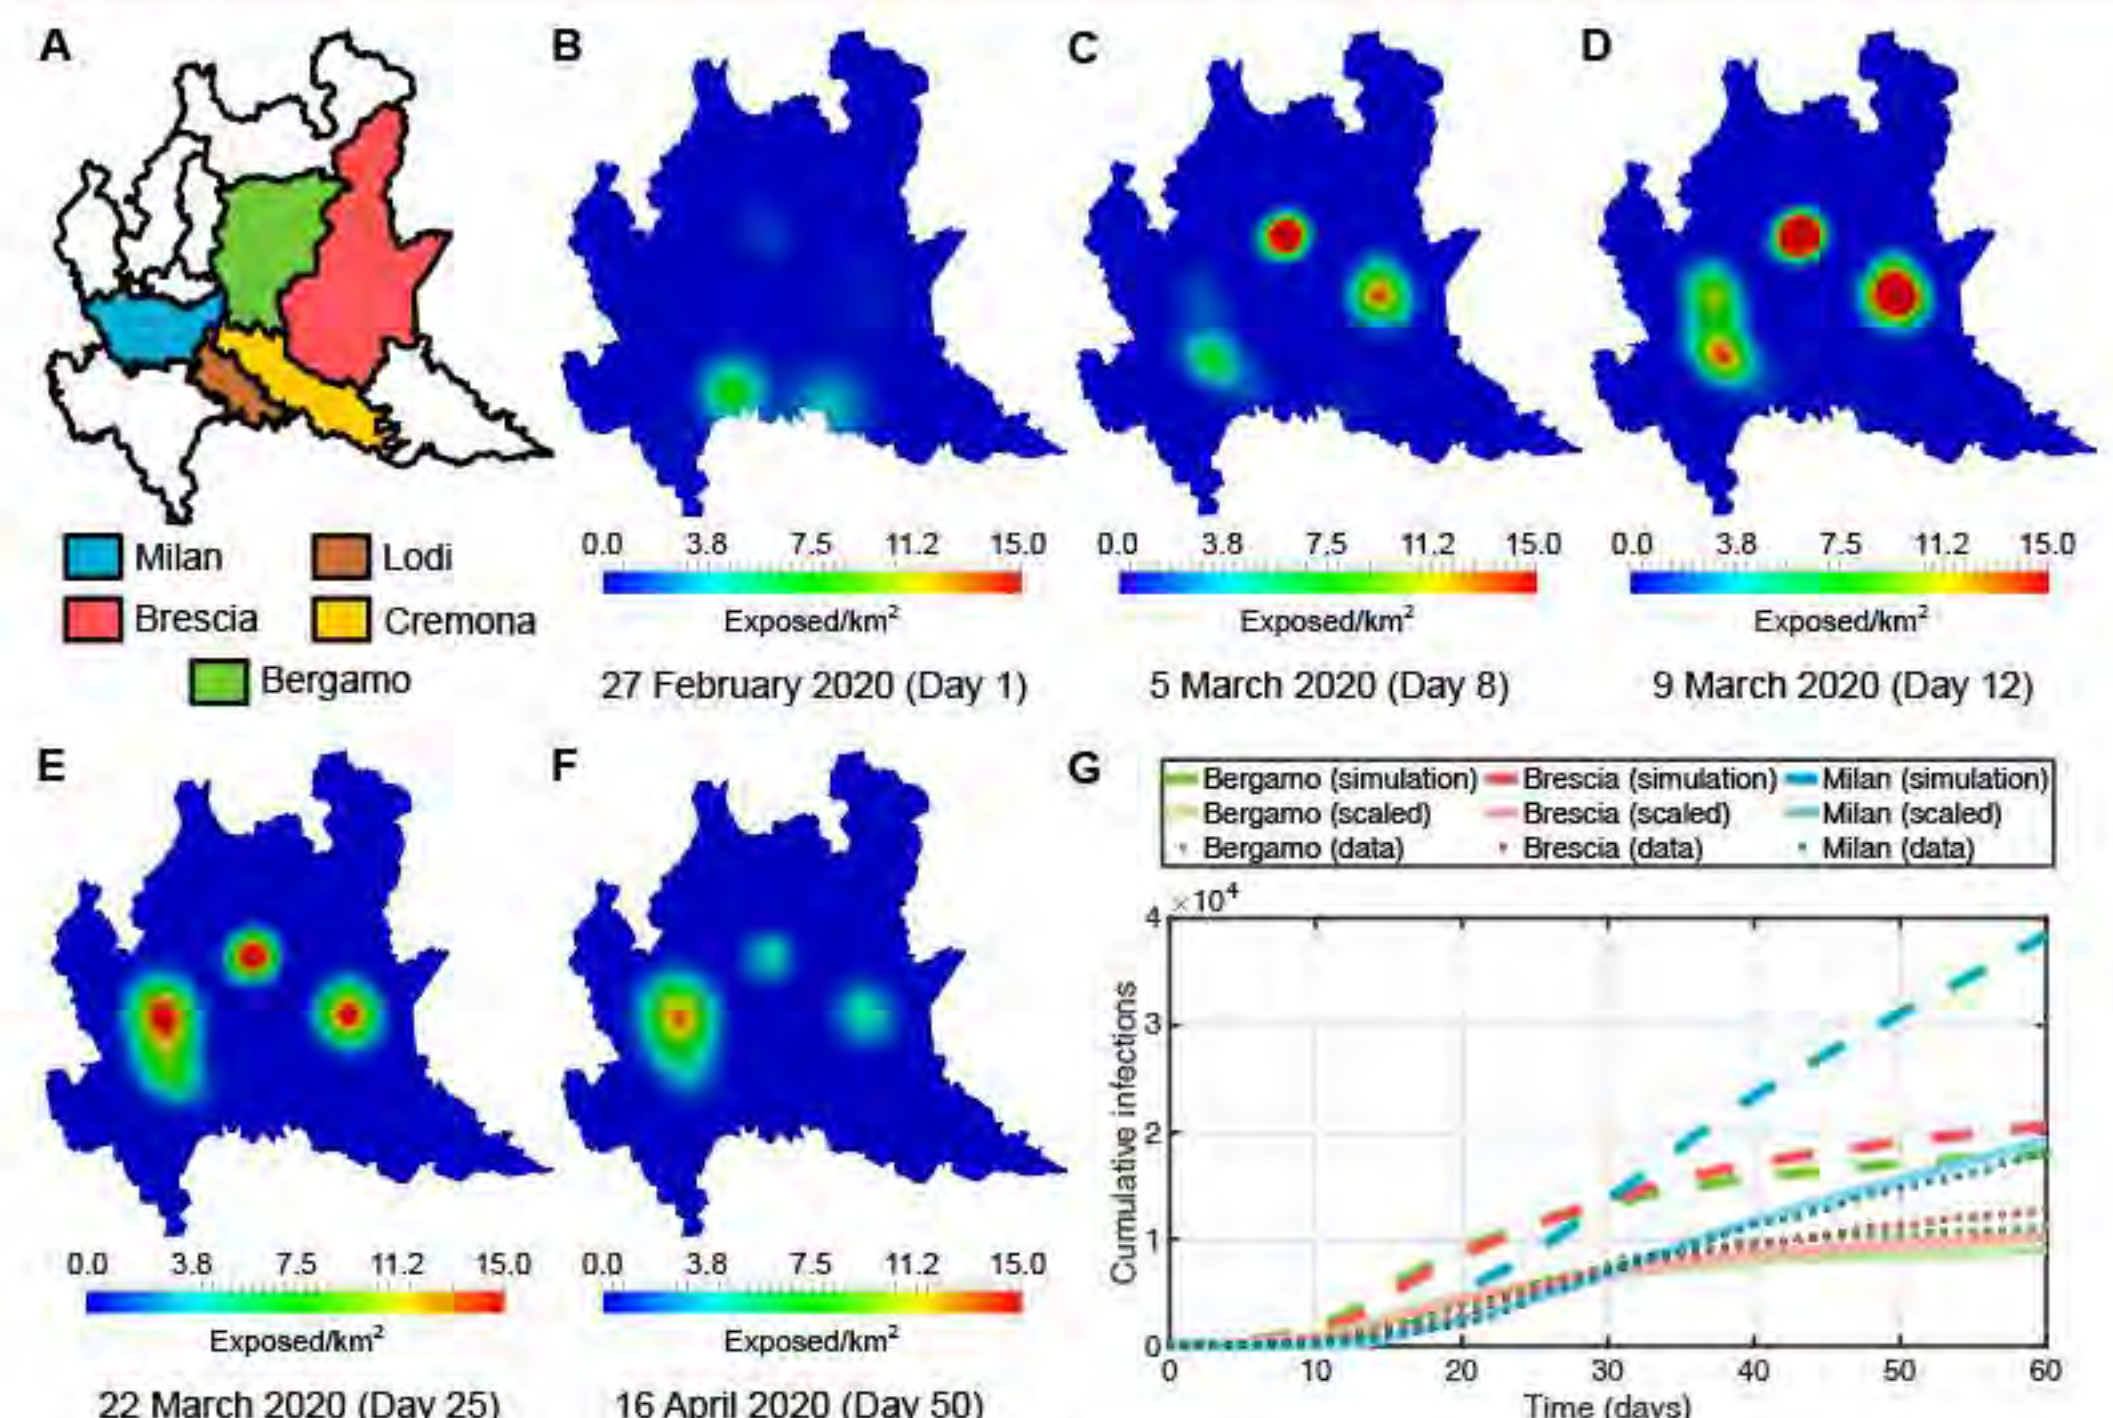 A
B
C
D
Milan
Lodi
Brescia
Cremona
Bergamo
0.0 3.8 7.5 11.2 15.0
Exposed/km²
27 February 2020 (Day 1)
0.0 3.8 7.5 11.2 15.0
Exposed/km²
5 March 2020 (Day 8)
0.0 3.8 7.5 11.2 15.0
Exposed/km²
9 March 2020 (Day 12)
E
0.0 3.8 7.5 11.2 15.0
Exposed/km²
22 March 2020 (Day 25)
F
0.0 3.8 7.5 11.2 15.0
Exposed/km²
16 April 2020 (Day 50)
G
Bergamo (simulation) Brescia (simulation) Milan (simulation)
Bergamo (scaled) Brescia (scaled) Milan (scaled)
Bergamo (data) Brescia (data) Milan (data)
×10⁴
4
3
2
1
0
Cumulative infections
0 10 20 30 40 50 60
Time (days)